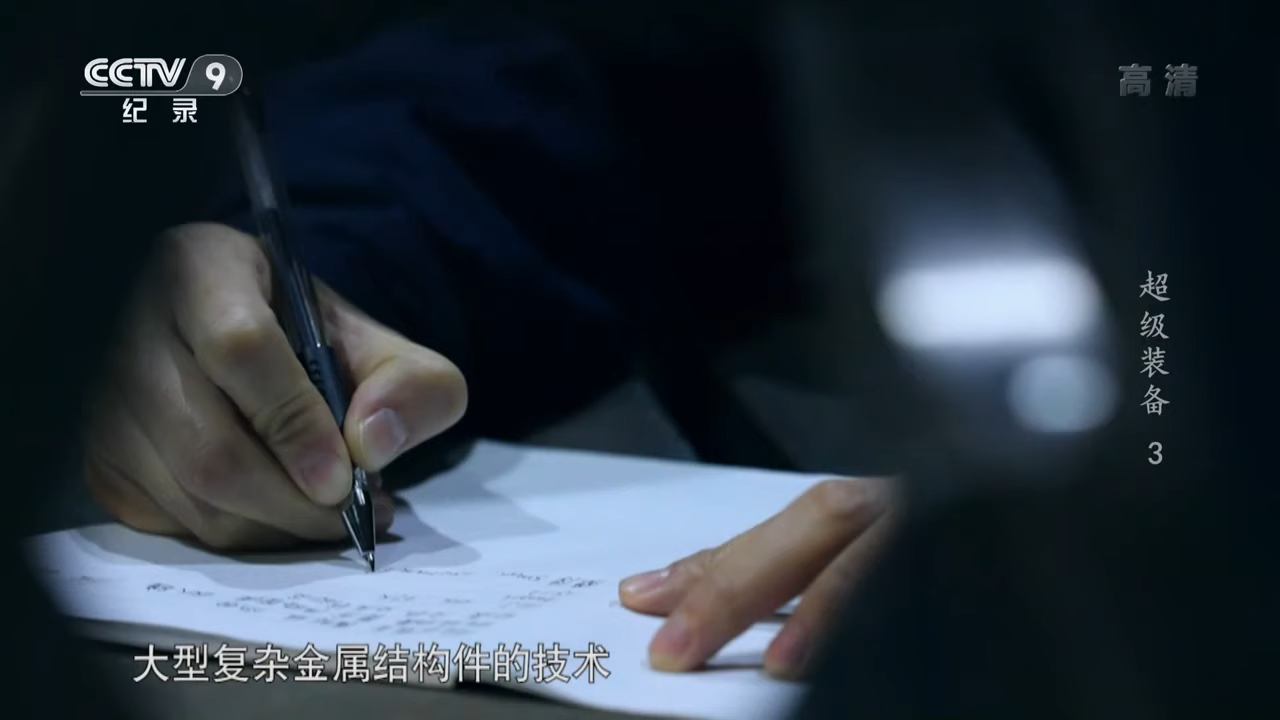 CCTV 9
纪录
高清
超级装备 3
大型复杂金属结构件的技术